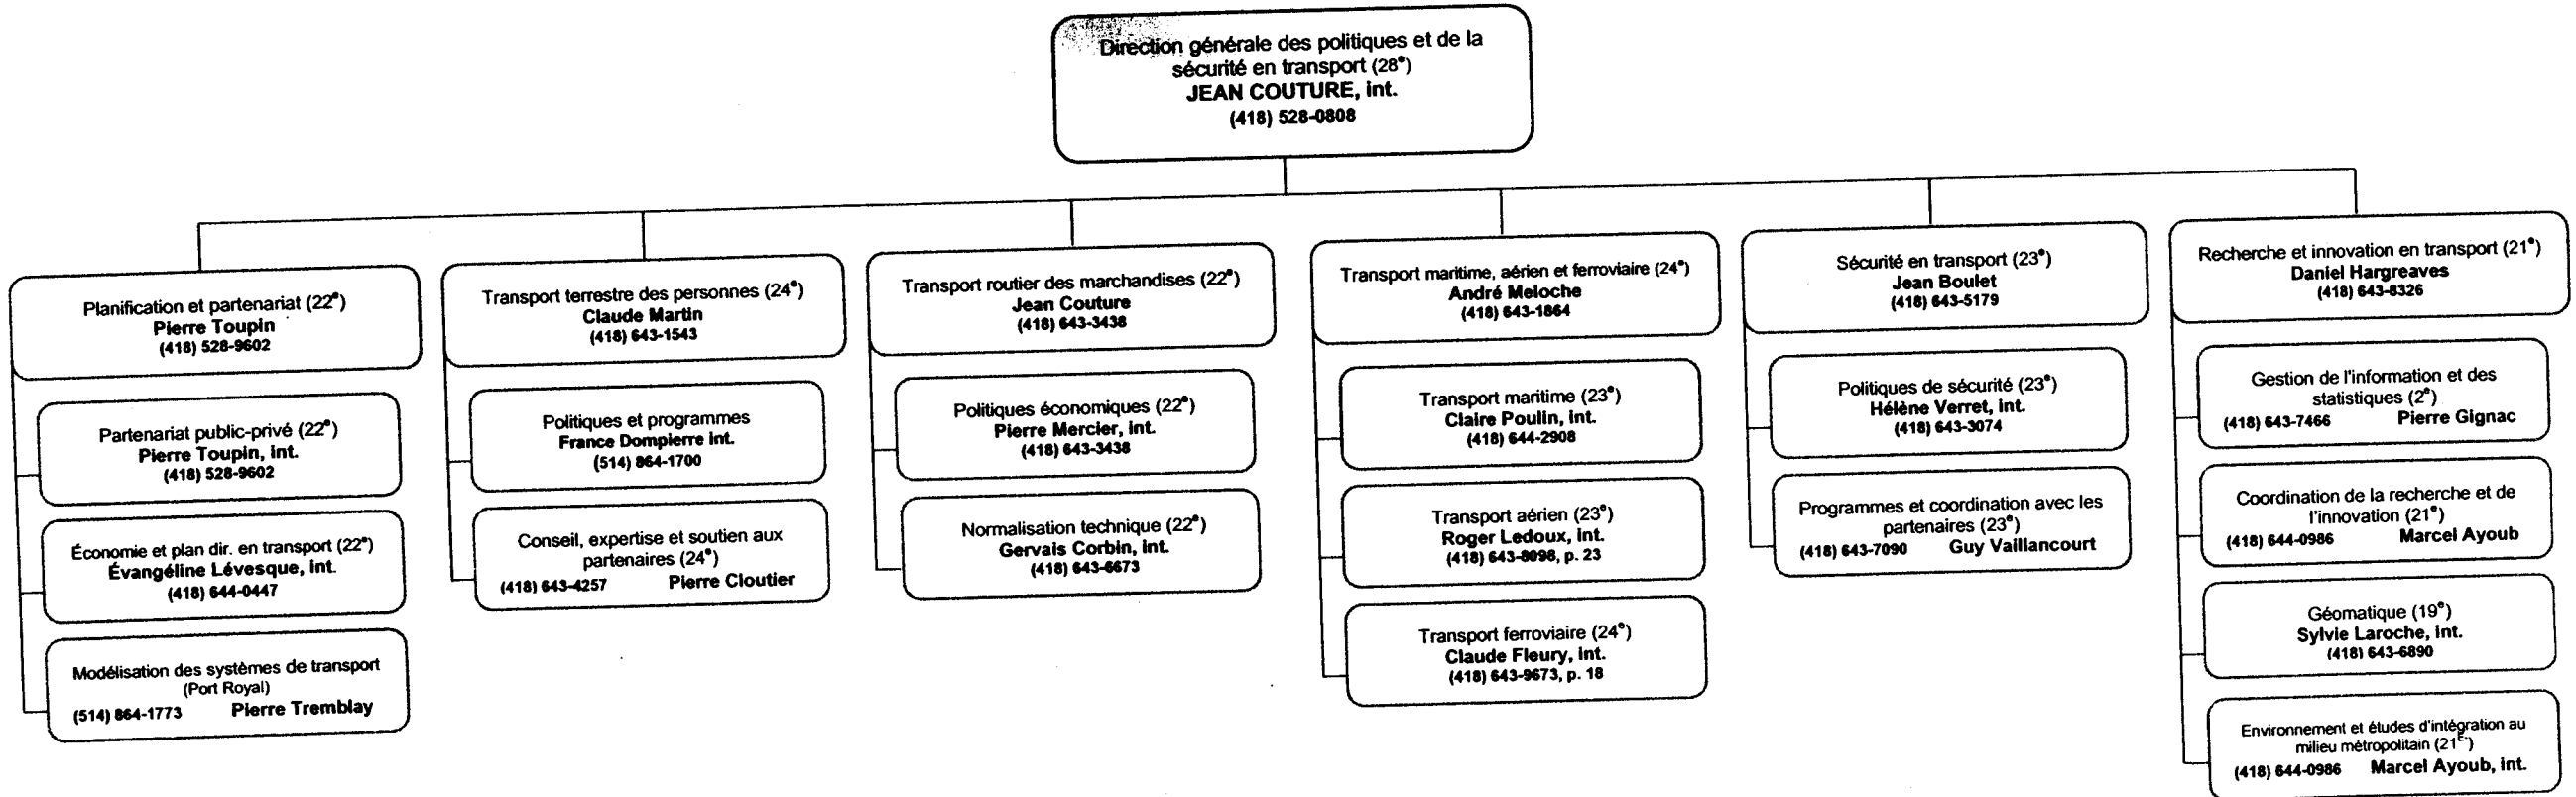 Direction générale des politiques et de la
sécurité en transport (28e)
JEAN COUTURE, int.
(418) 528-0808
Planification et partenariat (22e)
Pierre Toupin
(418) 528-9602
Partenariat public-privé (22e)
Pierre Toupin, int.
(418) 528-9602
Économie et plan dir. en transport (22e)
Évangéline Lévesque, int.
(418) 644-0447
Modélisation des systèmes de transport
(Port Royal)
(514) 864-1773 Pierre Tremblay
Transport terrestre des personnes (24e)
Claude Martin
(418) 643-1543
Politiques et programmes
France Dompierre int.
(514) 864-1700
Conseil, expertise et soutien aux
partenaires (24e)
(418) 643-4257 Pierre Cloutier
Transport routier des marchandises (22e)
Jean Couture
(418) 643-3438
Politiques économiques (22e)
Pierre Mercier, int.
(418) 643-3438
Normalisation technique (22e)
Gervais Corbin, int.
(418) 643-6673
Transport maritime, aérien et ferroviaire (24e)
André Meloche
(418) 643-1864
Transport maritime (23e)
Claire Poulin, int.
(418) 644-2908
Transport aérien (23e)
Roger Ledoux, int.
(418) 643-8098, p. 23
Transport ferroviaire (24e)
Claude Fleury, int.
(418) 643-9673, p. 18
Sécurité en transport (23e)
Jean Boulet
(418) 643-5179
Politiques de sécurité (23e)
Hélène Verret, int.
(418) 643-3074
Programmes et coordination avec les
partenaires (23e)
(418) 643-7090 Guy Vaillancourt
Recherche et innovation en transport (21e)
Daniel Hargreaves
(418) 643-8326
Gestion de l'information et des
statistiques (2e)
(418) 643-7466 Pierre Gignac
Coordination de la recherche et de
l'innovation (21e)
(418) 644-0986 Marcel Ayoub
Géomatique (19e)
Sylvie Laroche, int.
(418) 643-6890
Environnement et études d'intégration au
milieu métropolitain (21E.)
(418) 644-0986 Marcel Ayoub, int.